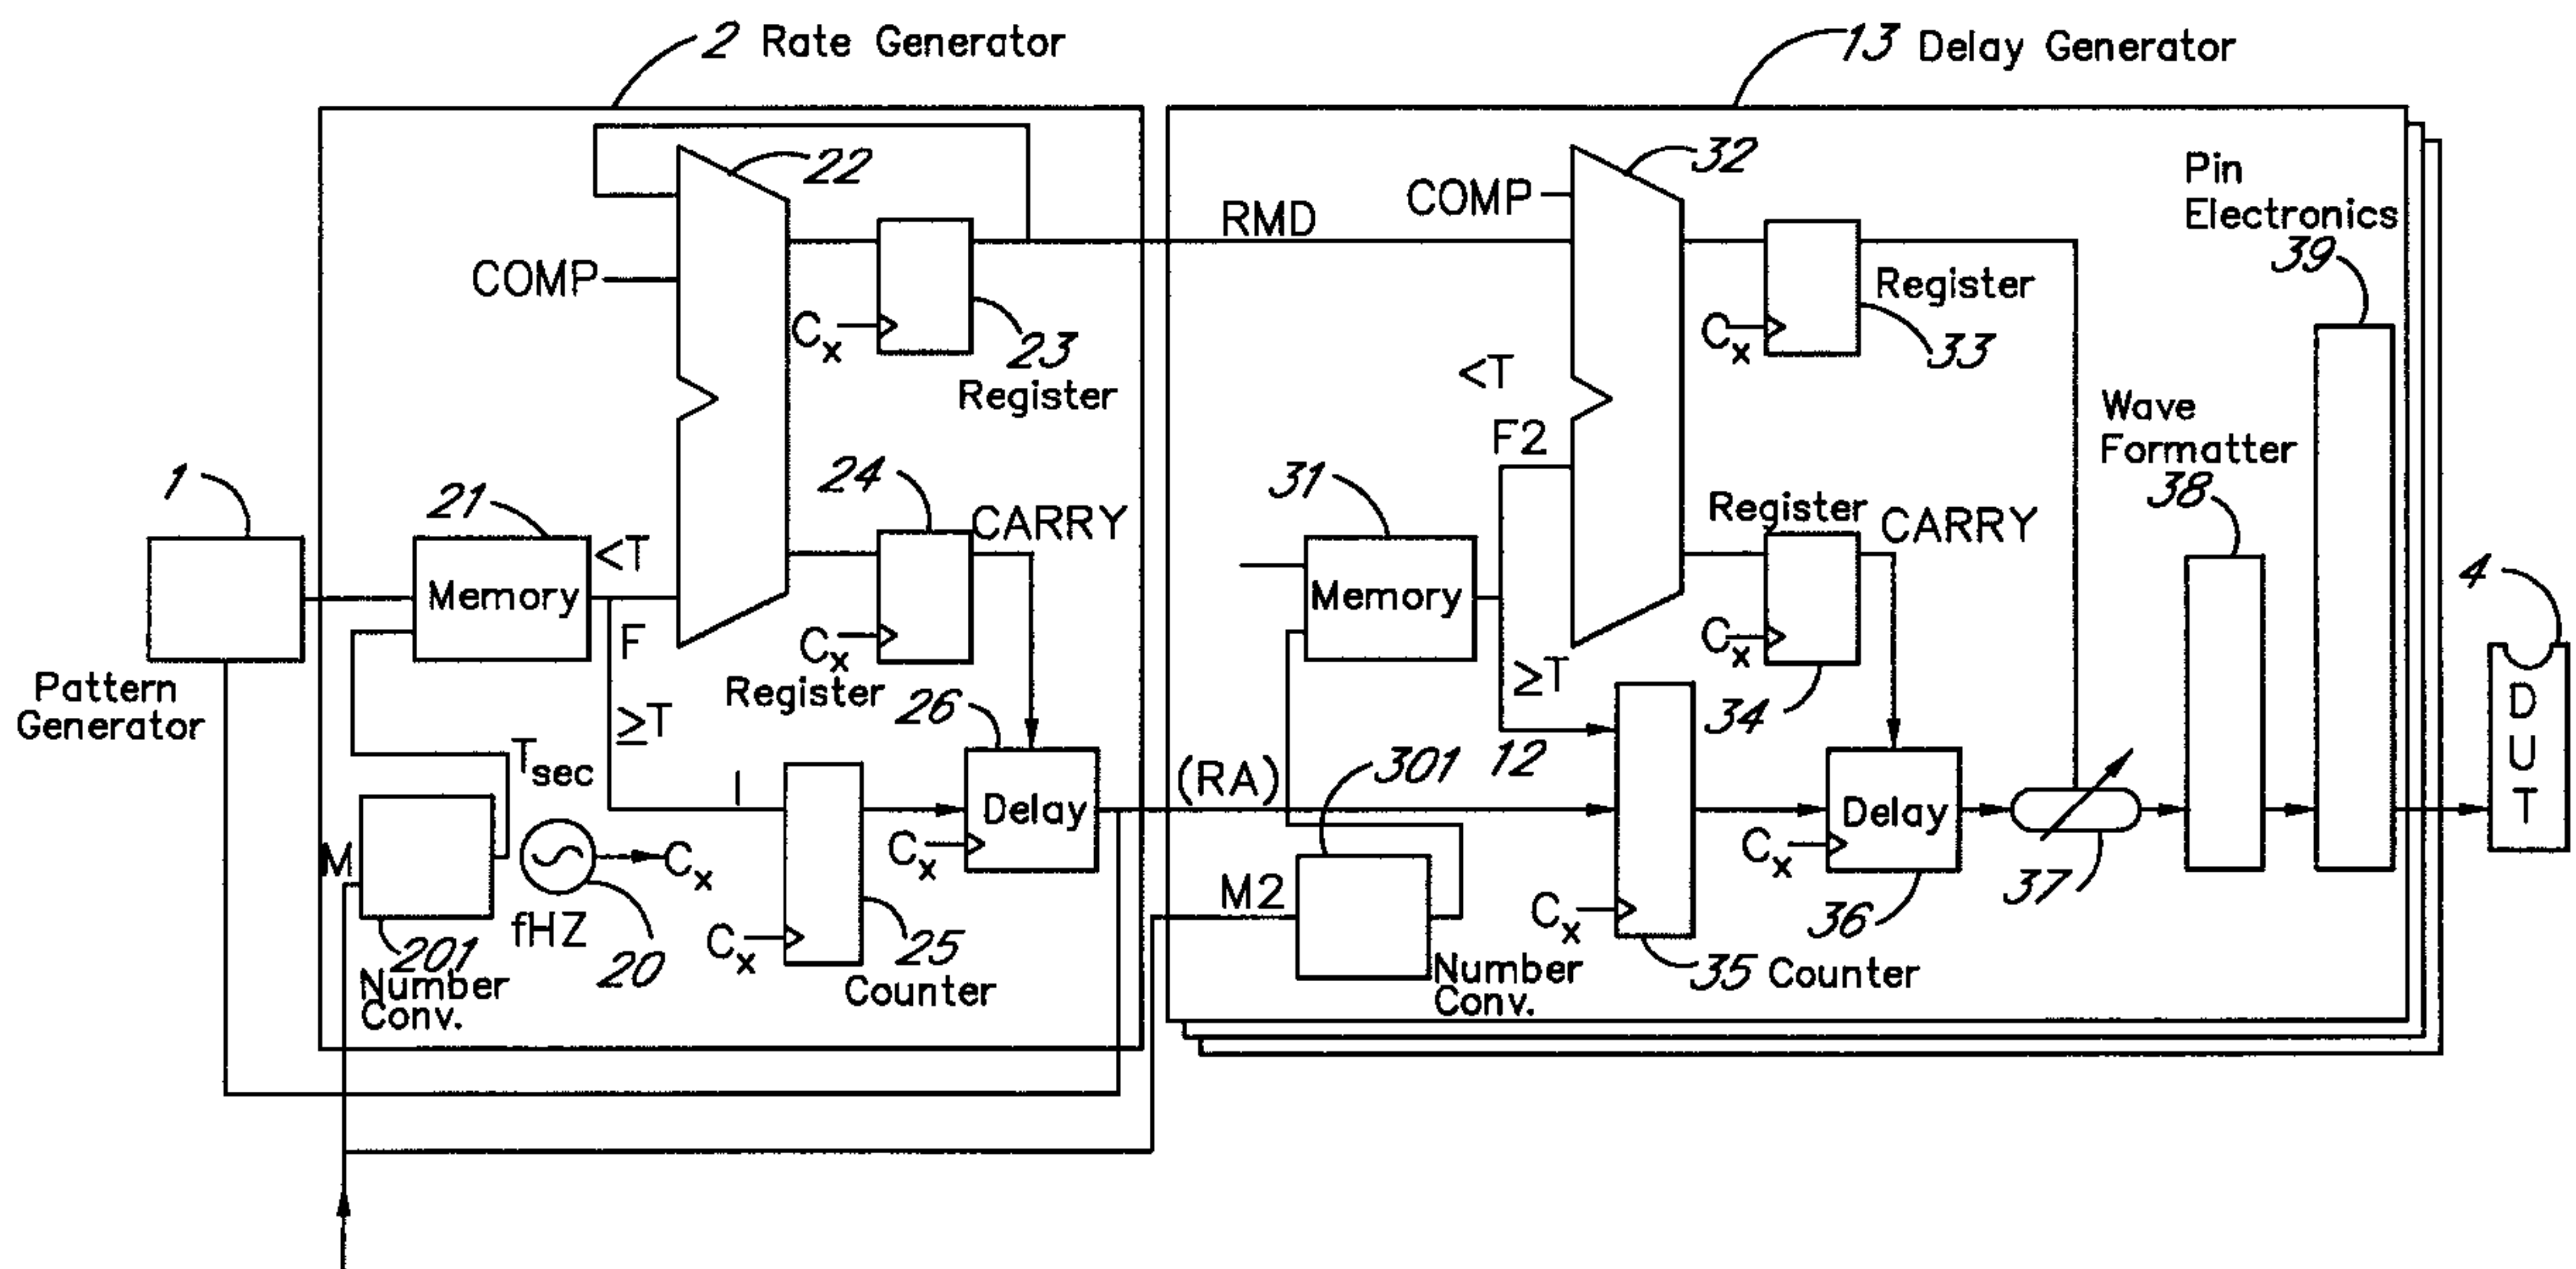 2 Rate Generator
13 Delay Generator
22
32
Pin
Electronics
39
COMP
RMD
COMP
Cx
23
Register
Cx
Register
33
<T
F2
Wave
Formatter
38
1
21
24
CARRY
31
Register
CARRY
4
<T
Memory
F
Cx
Register
Memory
Cx
34
≥T
DUT
Pattern
Generator
≥T
26
Tsec
I
Delay
(RA)
12
301
Delay
M
Cx
Cx
Cx
37
201
fHZ
20
Cx
25
M2
Cx
36
Number
Conv.
Counter
Number
Conv.
35 Counter